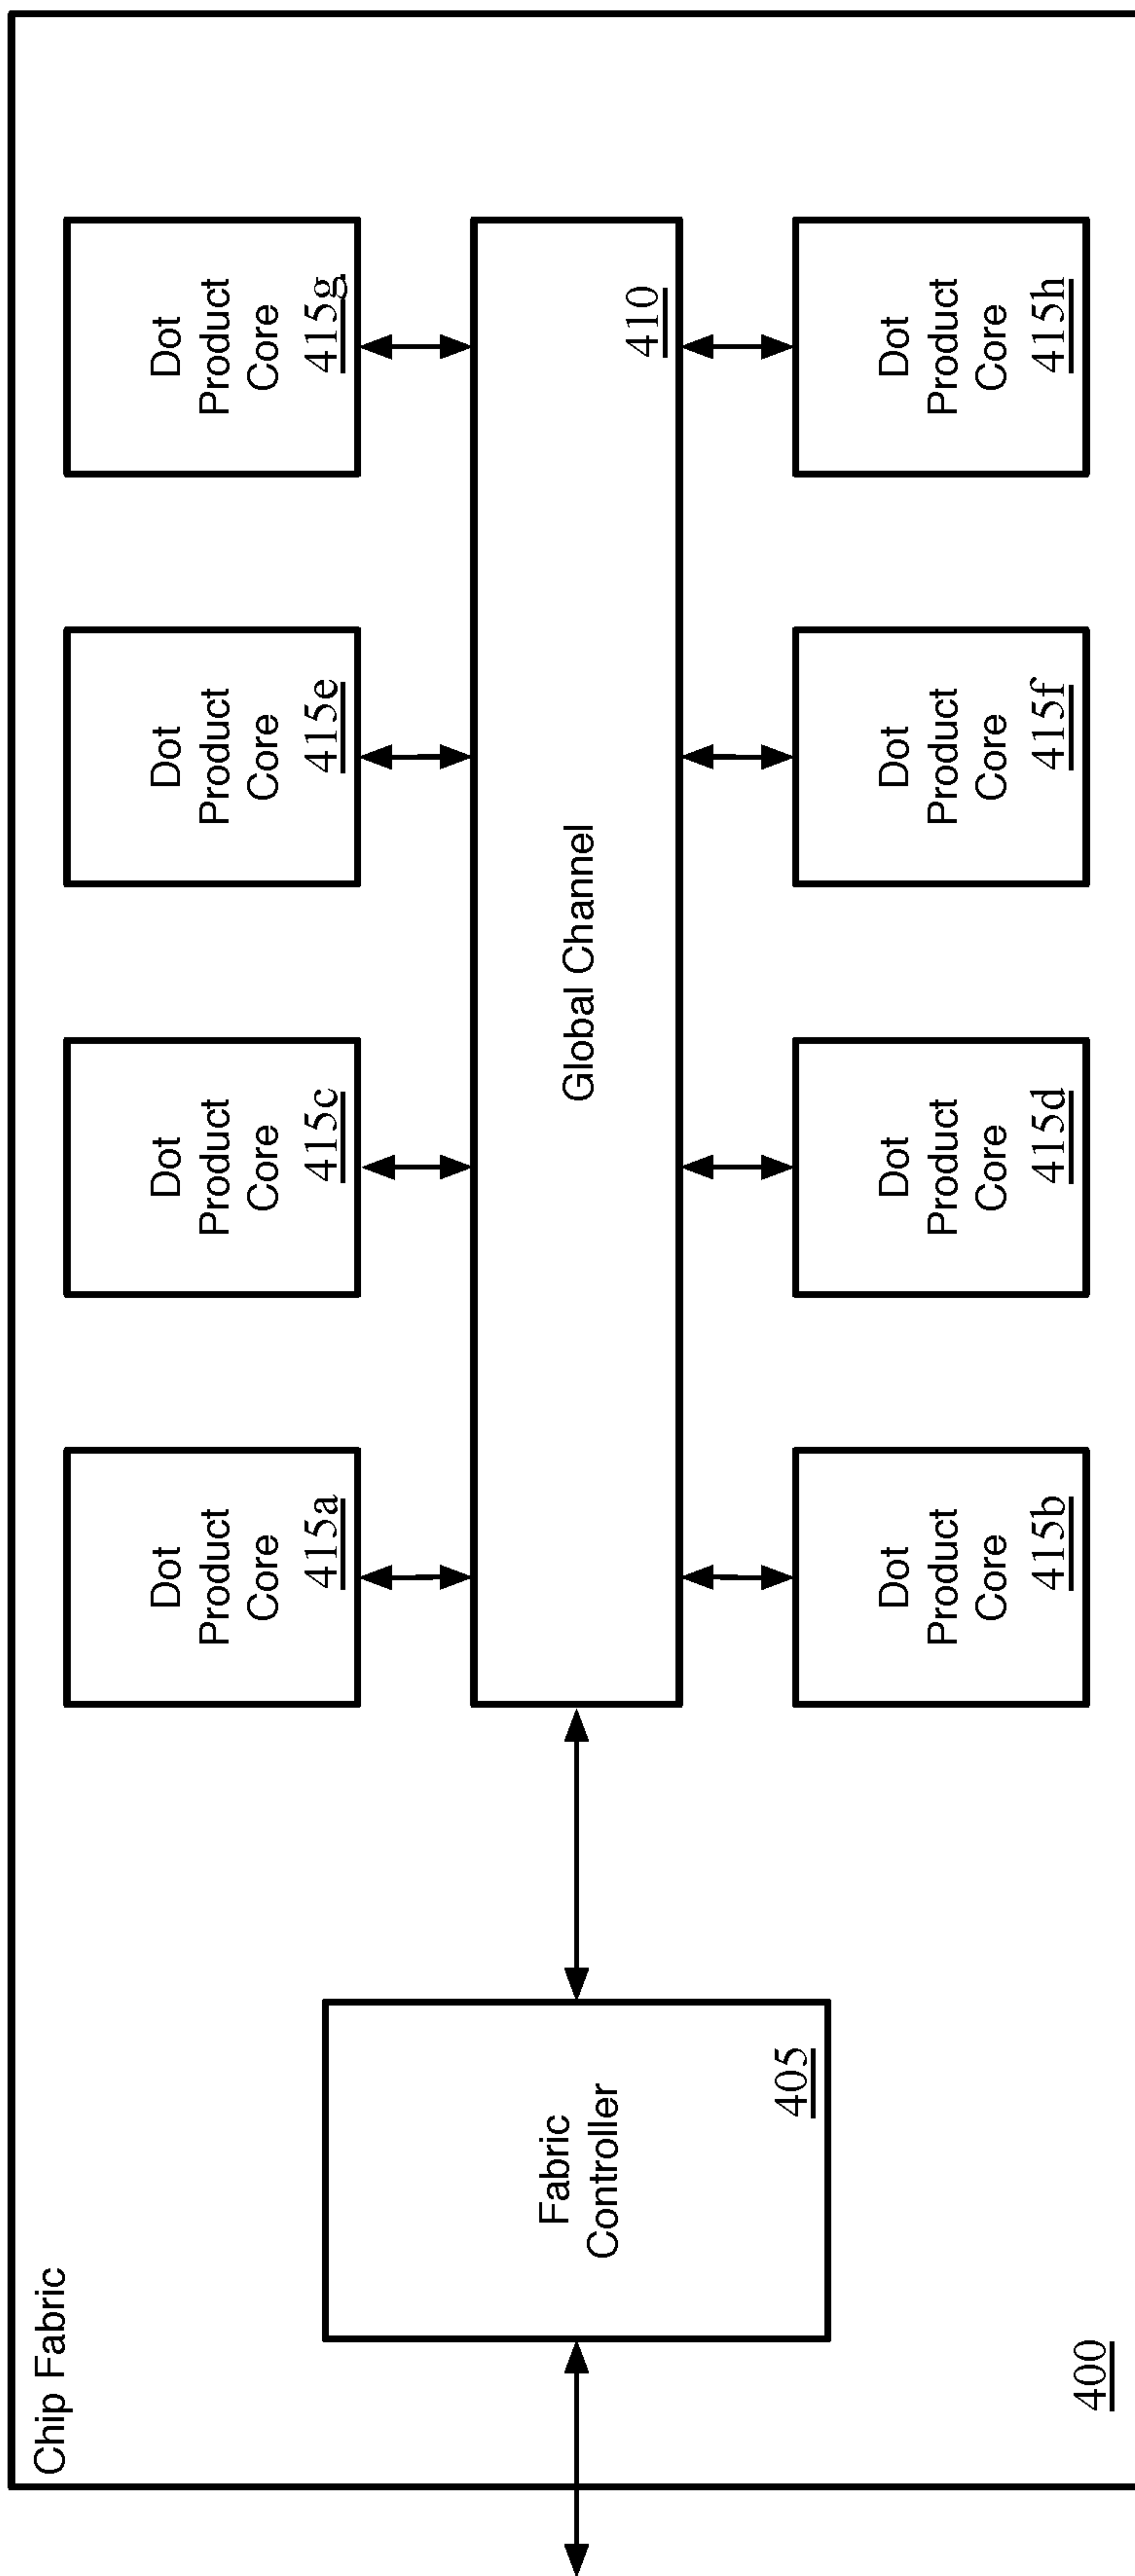 Chip Fabric
Dot
Product
Core
415a
Dot
Product
Core
415c
Dot
Product
Core
415e
Dot
Product
Core
415g
Fabric
Controller
405
Global Channel
410
Dot
Product
Core
415b
Dot
Product
Core
415d
Dot
Product
Core
415f
Dot
Product
Core
415h
400